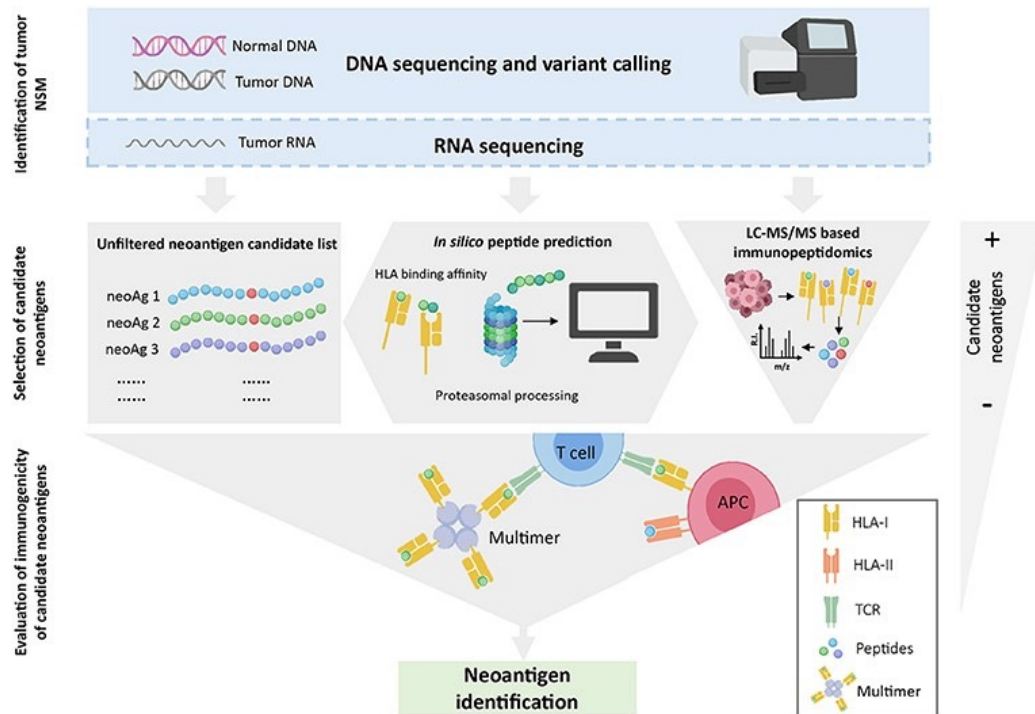 Identification of tumor
NSM
Normal DNA
Tumor DNA
DNA sequencing and variant calling
Tumor RNA
RNA sequencing
Selection of candidate
neoantigens
Unfiltered neoantigen candidate list
neoAg 1
neoAg 2
neoAg 3
...... ......
...... ......
In silico peptide prediction
HLA binding affinity
Proteasomal processing
LC-MS/MS based
immunopeptidomics
R.I.
m/z
+
Candidate
neoantigens
-
Evaluation of immunogenicity
of candidate neoantigens
T cell
APC
Multimer
HLA-I
HLA-II
TCR
Peptides
Multimer
Neoantigen
identification